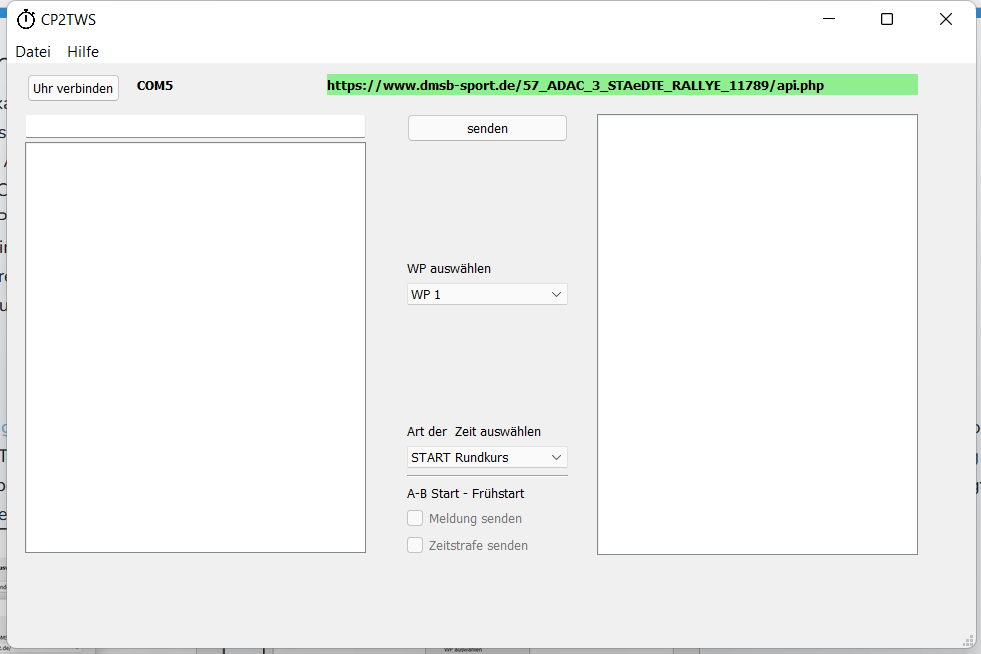 CP2TWS
Datei Hilfe
Uhr verbinden COM5 https://www.dmsb-sport.de/57_ADAC_3_STAeDTE_RALLYE_11789/api.php
senden
WP auswählen
WP 1
Art der Zeit auswählen
START Rundkurs
A-B Start - Frühstart
Meldung senden
Zeitstrafe senden